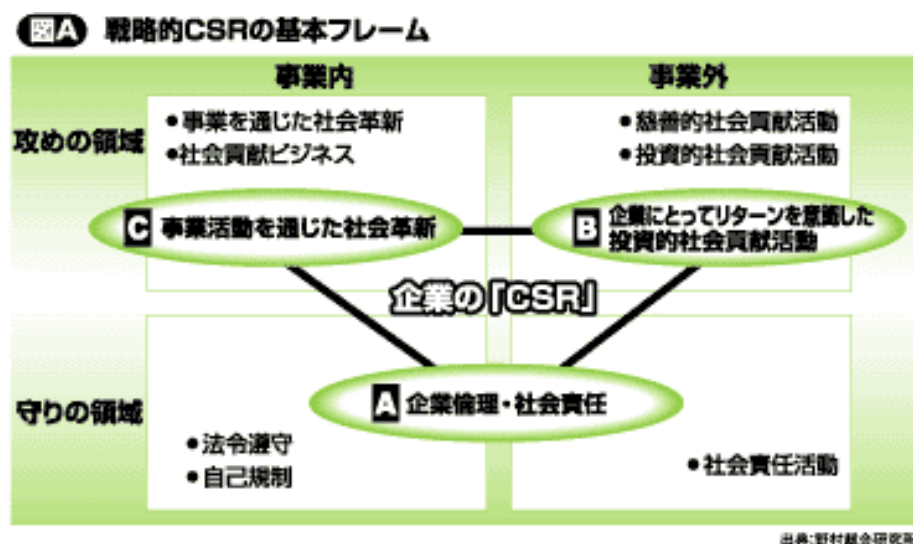 図A 戦略的CSRの基本フレーム
事業内 事業外
攻めの領域
●事業を通じた社会革新
●社会貢献ビジネス
●慈善的社会貢献活動
●投資的社会貢献活動
C 事業活動を通じた社会革新
B 企業にとってリターンを意識した
投資的社会貢献活動
企業の「CSR」
守りの領域
A 企業倫理・社会責任
●法令遵守
●自己規制
●社会責任活動
出典:野村総合研究所